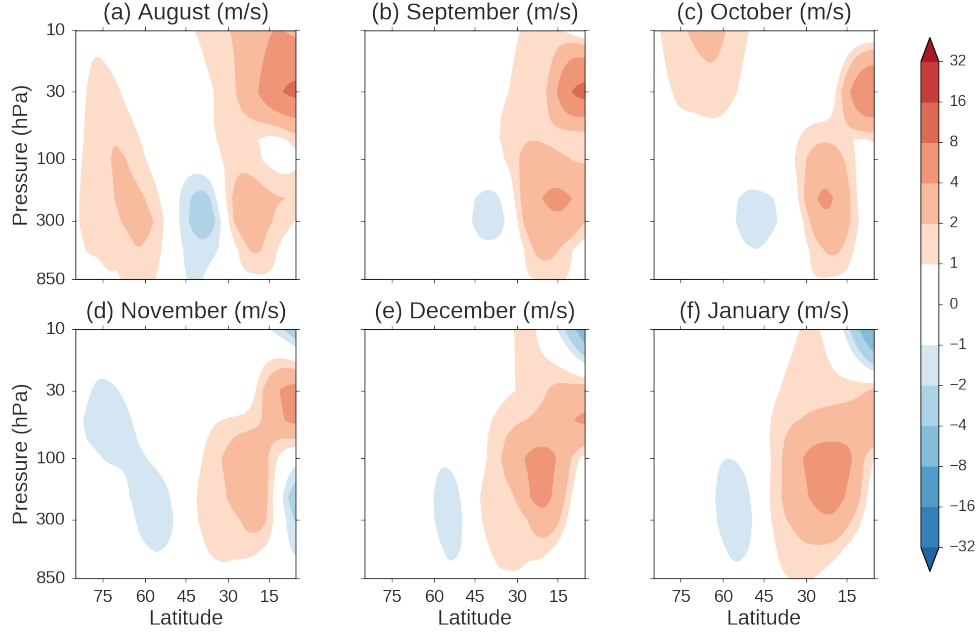 (a) August (m/s)
(b) September (m/s)
(c) October (m/s)
10
30
100
300
850
Pressure (hPa)
(d) November (m/s)
(e) December (m/s)
(f) January (m/s)
10
30
100
300
850
Pressure (hPa)
75 60 45 30 15
75 60 45 30 15
75 60 45 30 15
Latitude
Latitude
Latitude
32
16
8
4
2
1
0
−1
−2
−4
−8
−16
−32